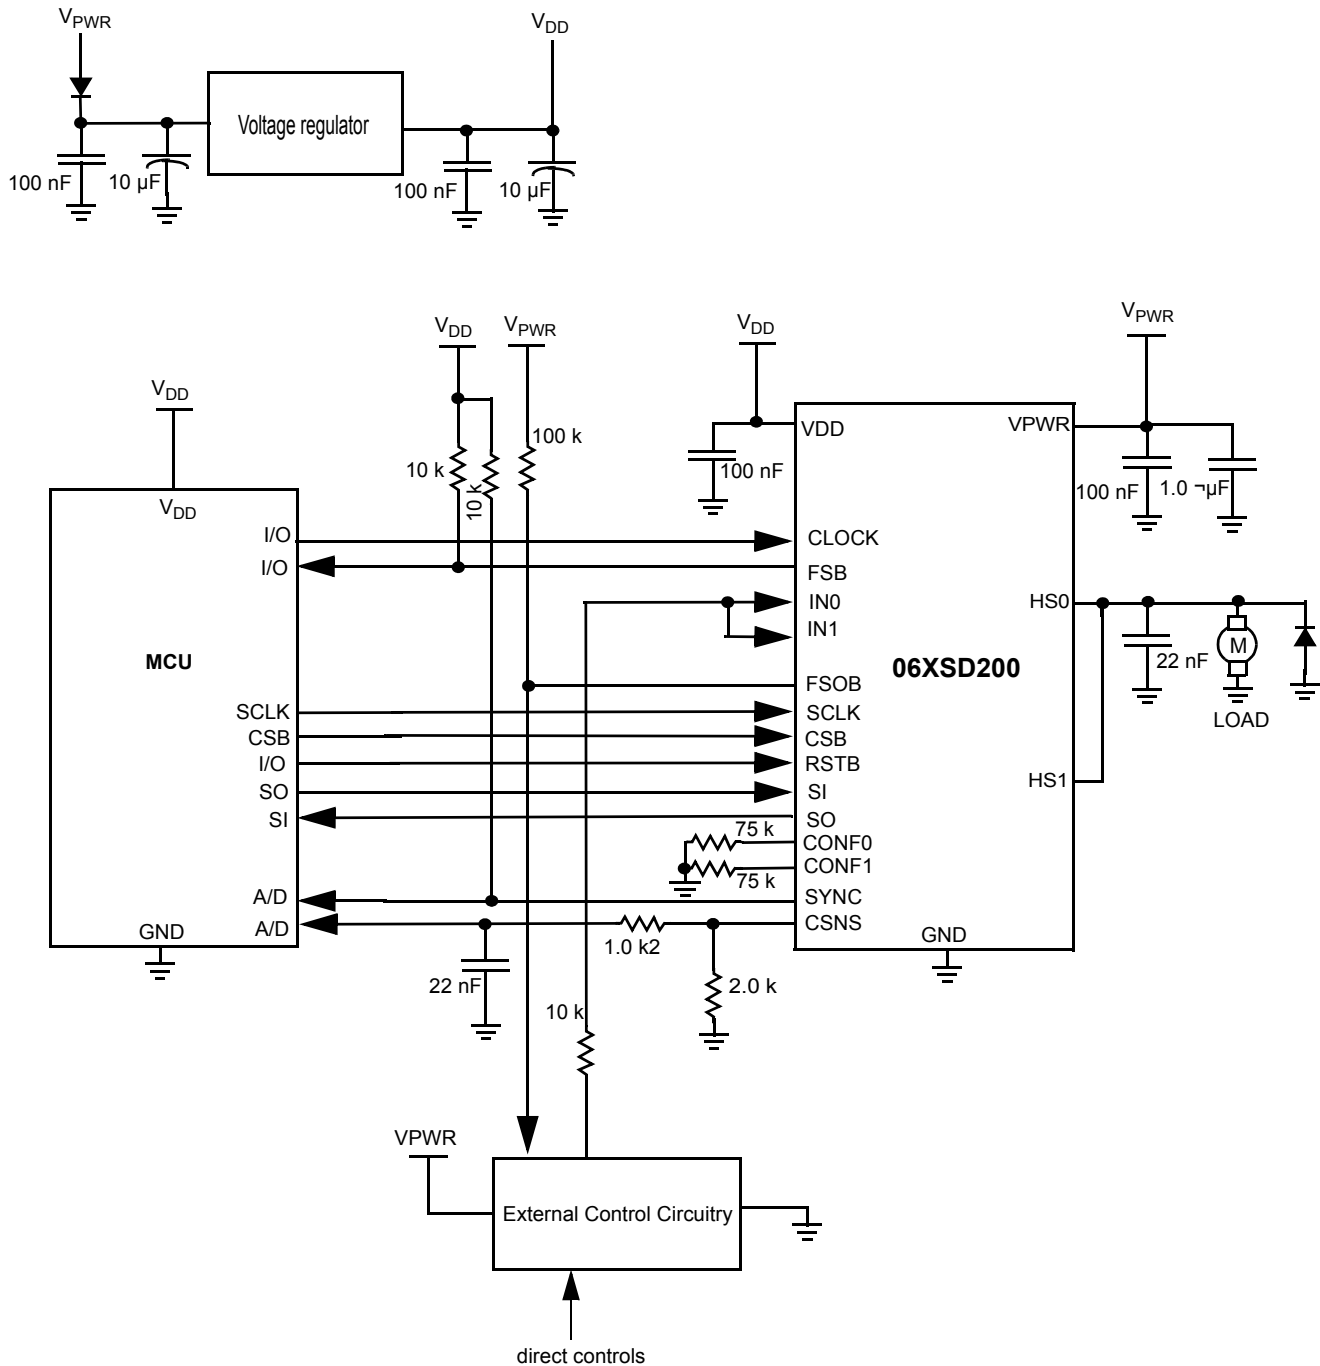 VPWR
VDD
Voltage regulator
100 nF
10 µF
100 nF
10 µF
VDD
VPWR
VDD
VPWR
VDD
100 k
10 k
10 k
VDD
VPWR
100 nF
100 nF
1.0 ¬µF
VDD
I/O
CLOCK
I/O
FSB
IN0
HS0
IN1
MCU
06XSD200
22 nF
M
FSOB
SCLK
SCLK
LOAD
CSB
CSB
I/O
RSTB
HS1
SO
SI
SI
SO
75 k
CONF0
CONF1
75 k
A/D
SYNC
A/D
CSNS
GND
GND
1.0 k2
22 nF
2.0 k
10 k
VPWR
External Control Circuitry
direct controls